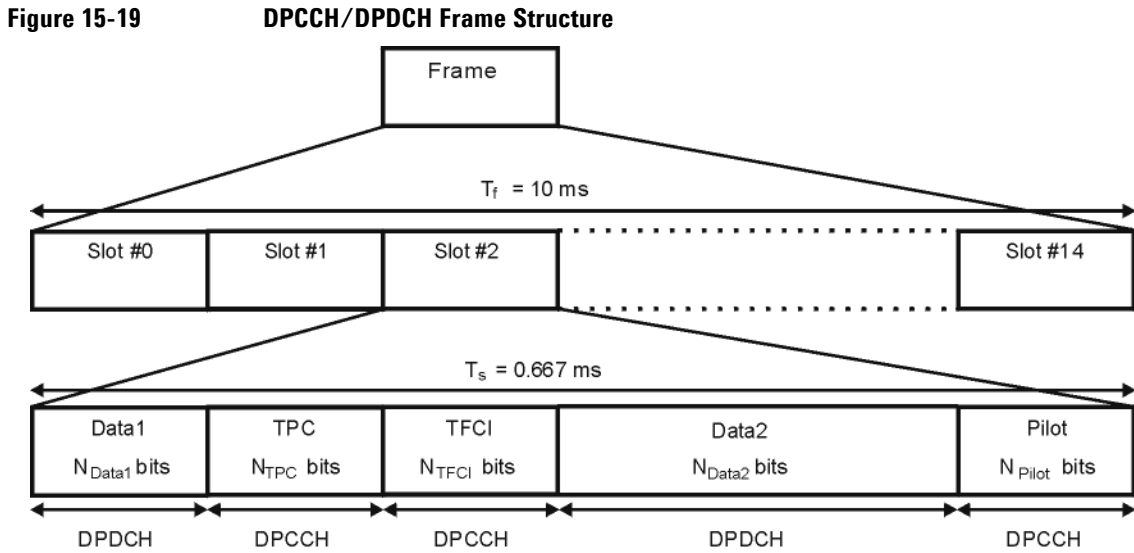 Figure 15-19 DPCCH/DPDCH Frame Structure
Frame
Tf = 10 ms
Slot #0 Slot #1 Slot #2 Slot #14
Ts = 0.667 ms
Data1 TPC TFCI Data2 Pilot
NData1 bits NTPC bits NTFCI bits NData2 bits NPilot bits
DPDCH DPCCH DPCCH DPDCH DPCCH